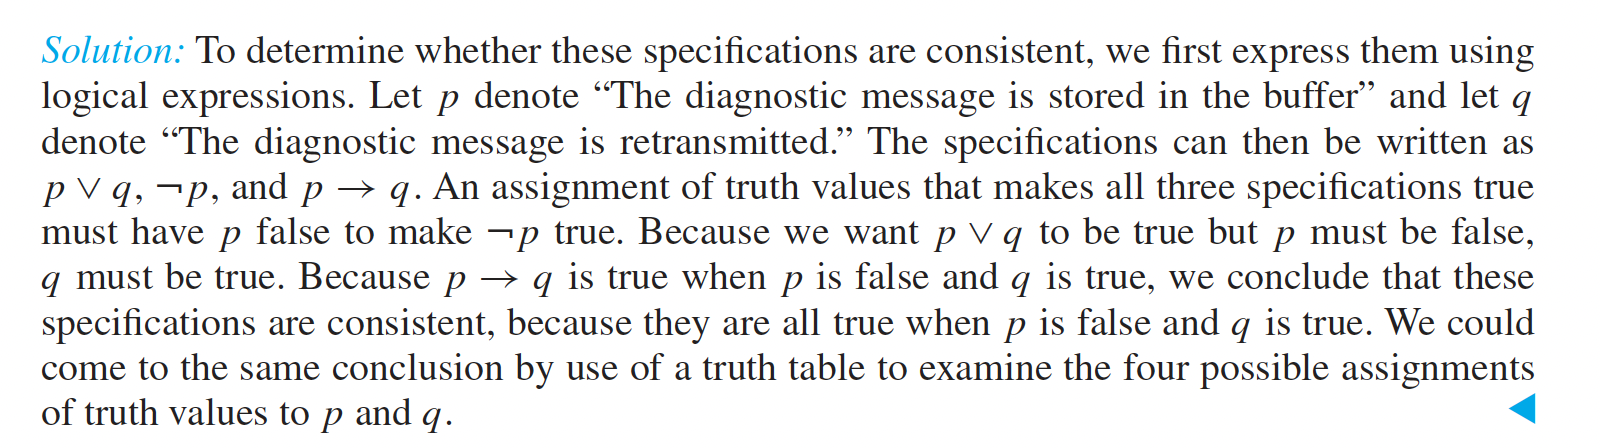 Solution: To determine whether these specifications are consistent, we first express them using
logical expressions. Let p denote “The diagnostic message is stored in the buffer” and let q
denote “The diagnostic message is retransmitted.” The specifications can then be written as
p ∨ q, ¬p, and p → q. An assignment of truth values that makes all three specifications true
must have p false to make ¬p true. Because we want p ∨ q to be true but p must be false,
q must be true. Because p → q is true when p is false and q is true, we conclude that these
specifications are consistent, because they are all true when p is false and q is true. We could
come to the same conclusion by use of a truth table to examine the four possible assignments
of truth values to p and q.